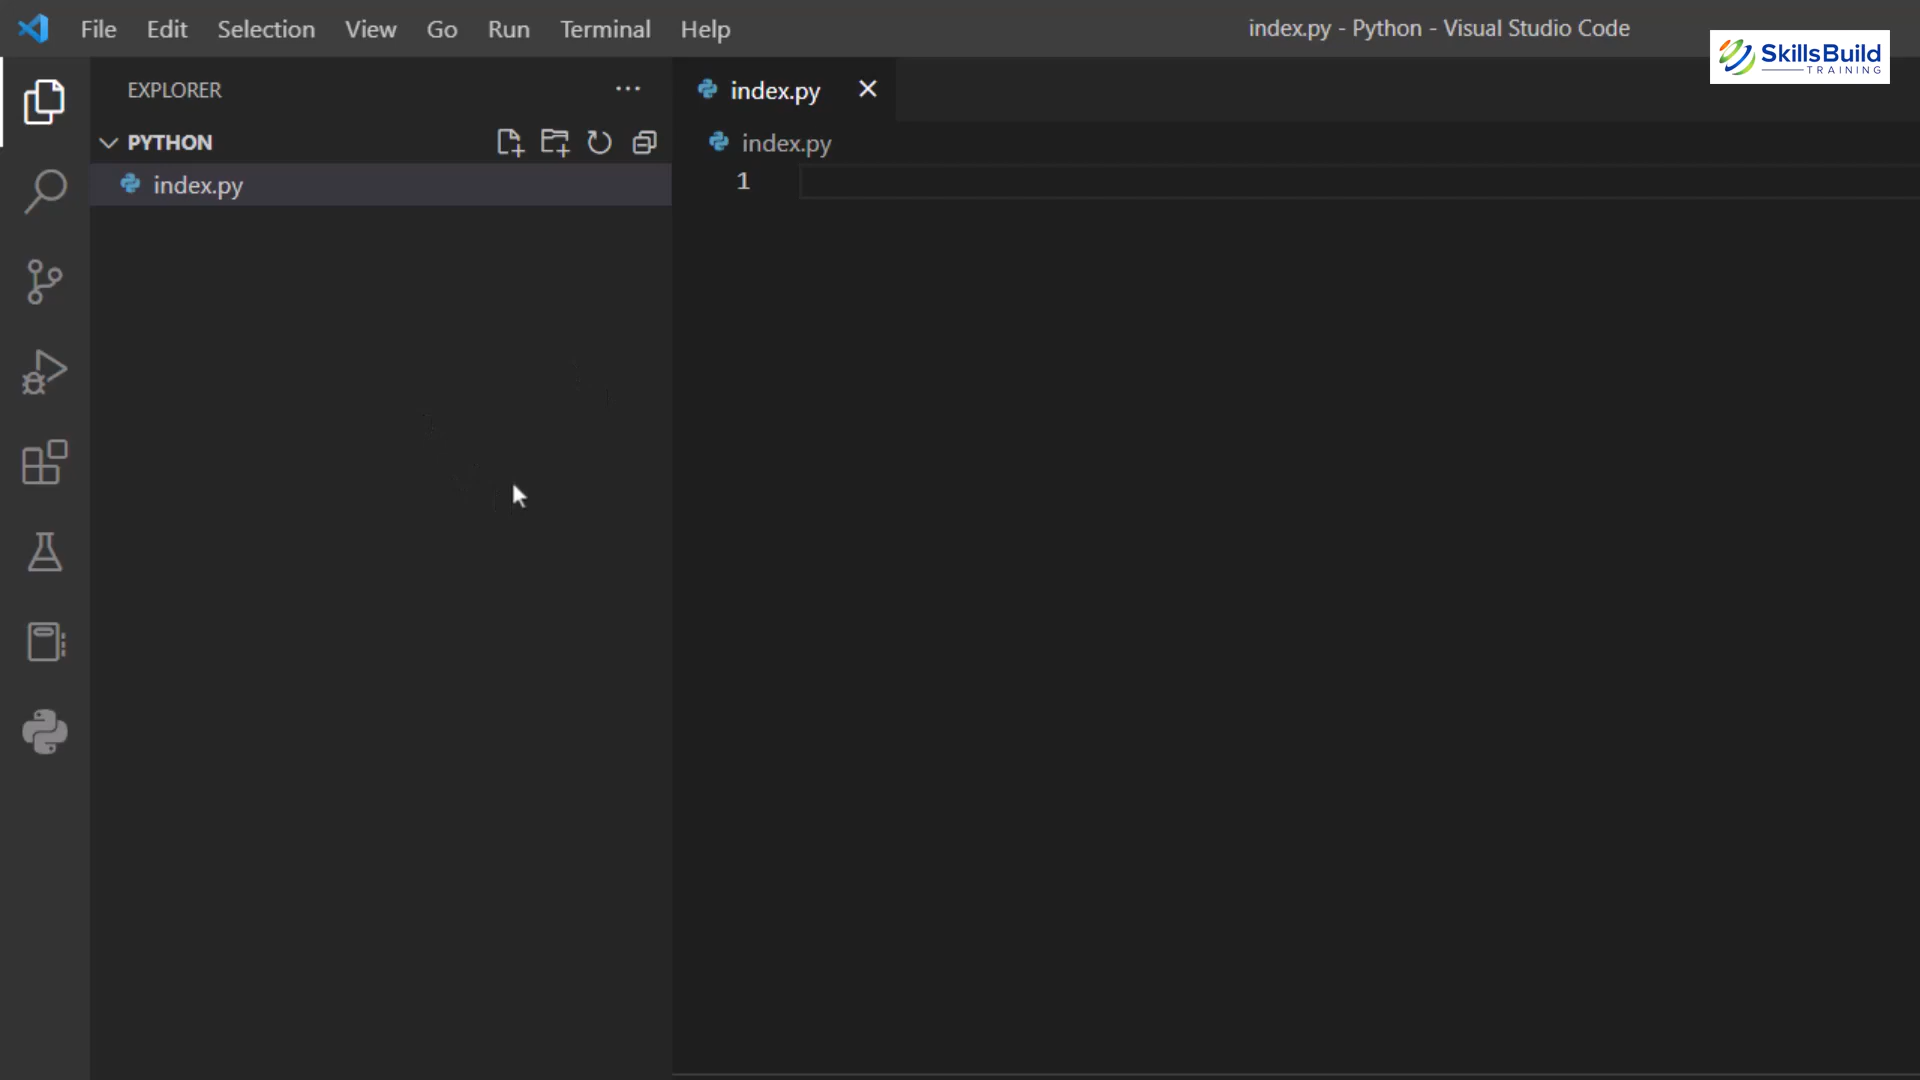 File Edit Selection View Go Run Terminal Help
index.py - Python - Visual Studio Code
SkillsBuild
TRAINING
EXPLORER
index.py
PYTHON
index.py
index.py
1